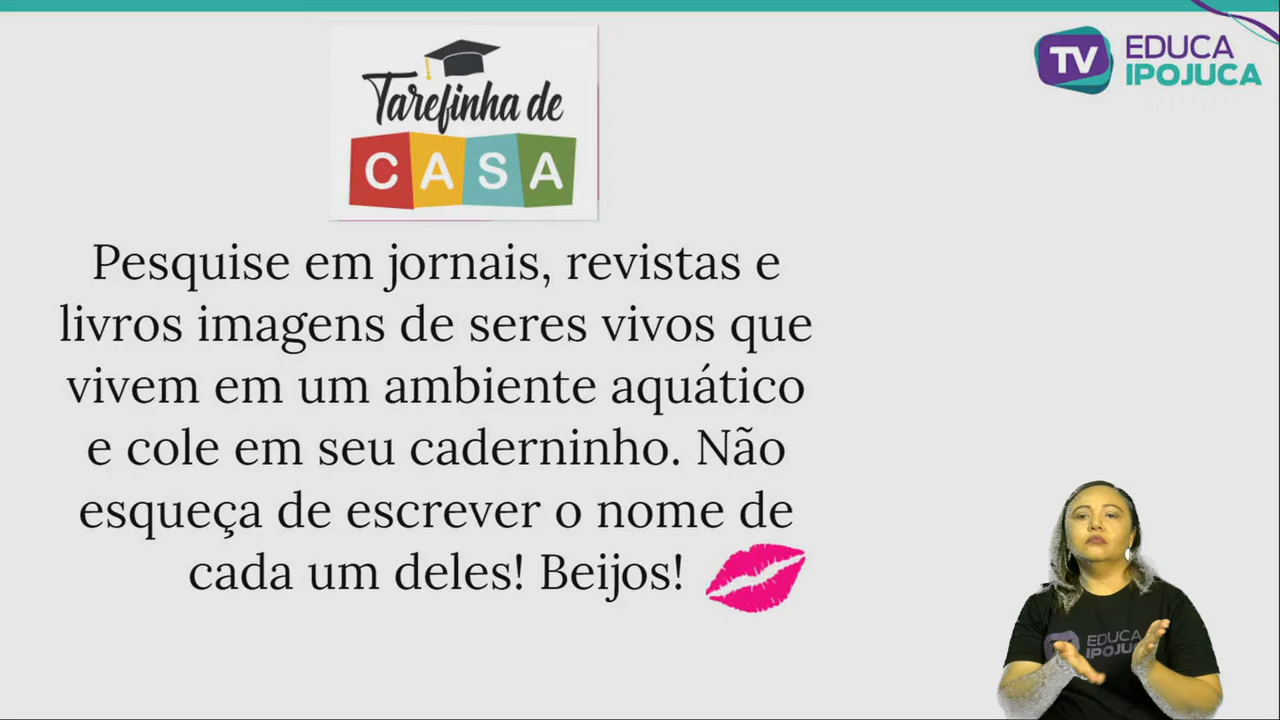 Tarefinha de
CASA
TV EDUCA
IPOJUCA
Pesquise em jornais, revistas e
livros imagens de seres vivos que
vivem em um ambiente aquático
e cole em seu caderninho. Não
esqueça de escrever o nome de
cada um deles! Beijos!
EDUCA
IPOJU